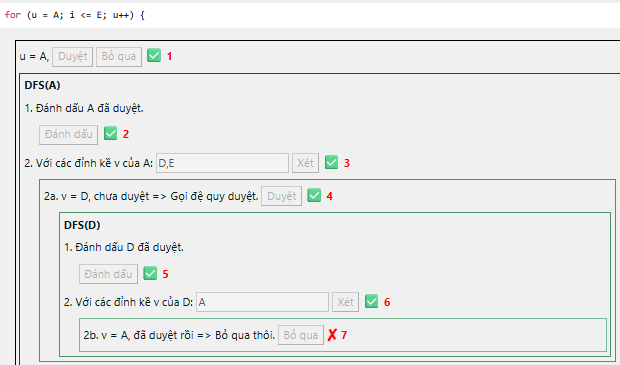 for (u = A; i <= E; u++) {
u = A, Duyệt Bỏ qua ✅ 1
DFS(A)
1. Đánh dấu A đã duyệt.
Đánh dấu ✅ 2
2. Với các đỉnh kề v của A: D,E Xét ✅ 3
2a. v = D, chưa duyệt => Gọi đệ quy duyệt. Duyệt ✅ 4
DFS(D)
1. Đánh dấu D đã duyệt.
Đánh dấu ✅ 5
2. Với các đỉnh kề v của D: A Xét ✅ 6
2b. v = A, đã duyệt rồi => Bỏ qua thôi. Bỏ qua ✘ 7